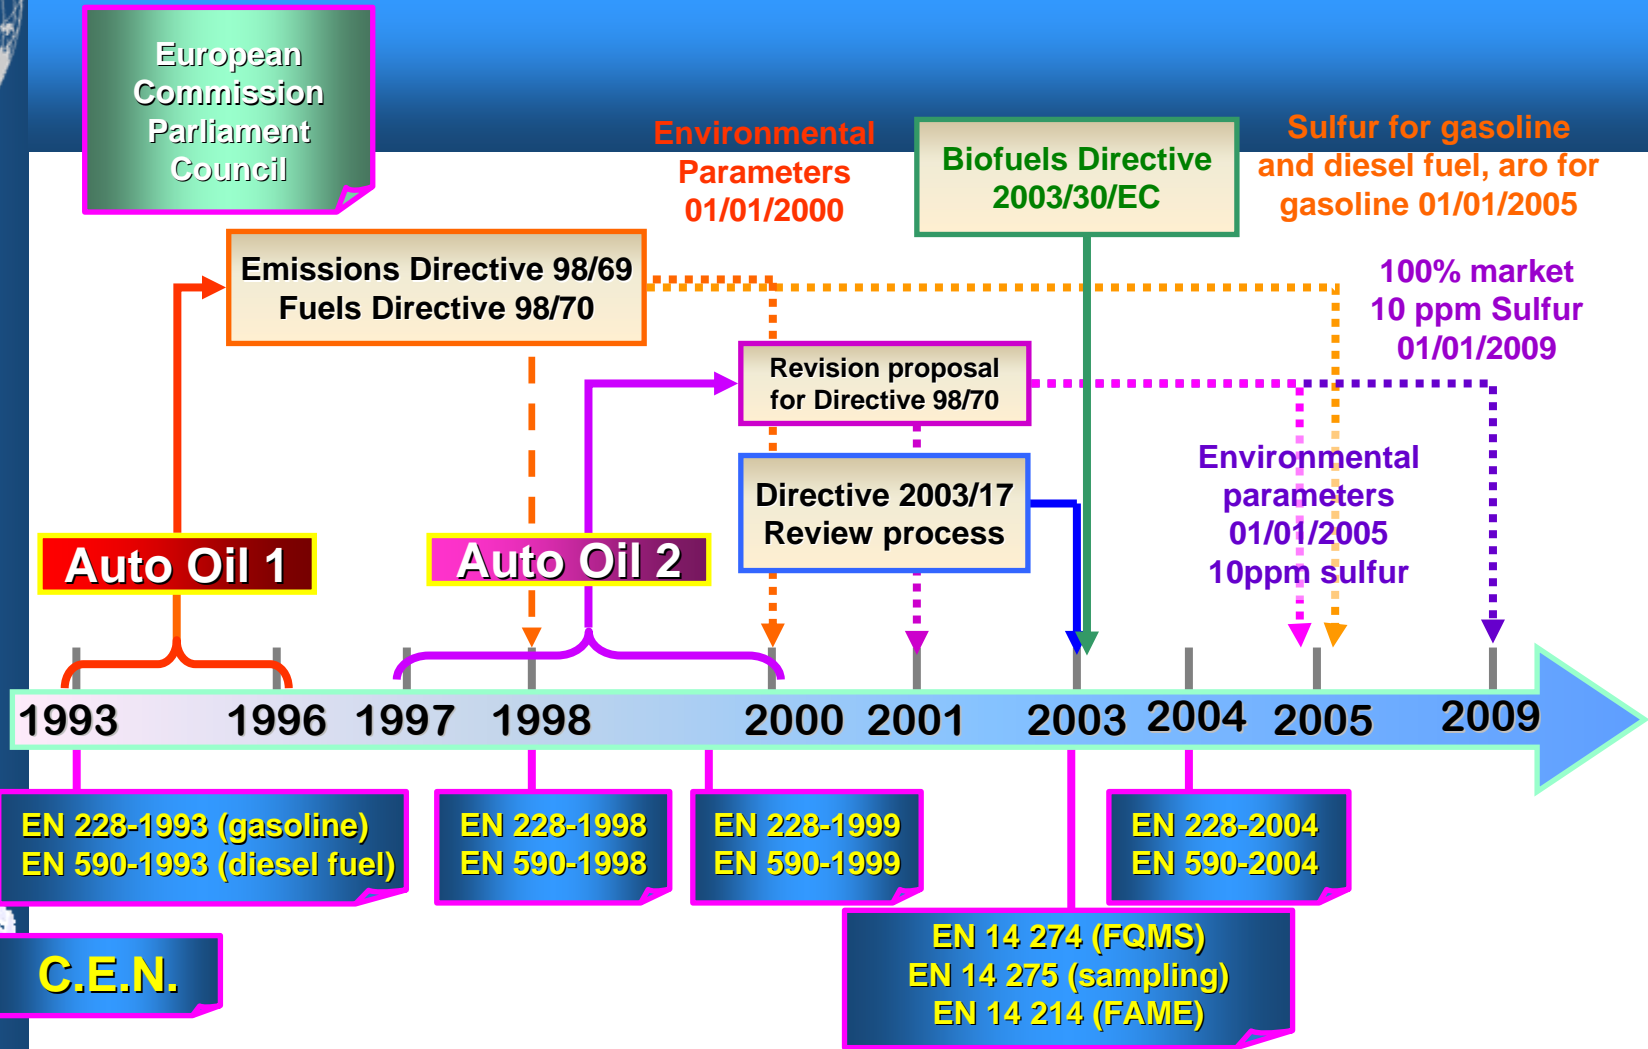 European
Commission
Parliament
Council
Environmental
Parameters
01/01/2000
Biofuels Directive
2003/30/EC
Sulfur for gasoline
and diesel fuel, aro for
gasoline 01/01/2005
Emissions Directive 98/69
Fuels Directive 98/70
100% market
10 ppm Sulfur
01/01/2009
Revision proposal
for Directive 98/70
Environmental
parameters
01/01/2005
10ppm sulfur
Directive 2003/17
Review process
Auto Oil 1
Auto Oil 2
1993 1996 1997 1998 2000 2001 2003 2004 2005 2009
EN 228-1993 (gasoline)
EN 590-1993 (diesel fuel)
EN 228-1998
EN 590-1998
EN 228-1999
EN 590-1999
EN 228-2004
EN 590-2004
EN 14 274 (FQMS)
EN 14 275 (sampling)
EN 14 214 (FAME)
C.E.N.